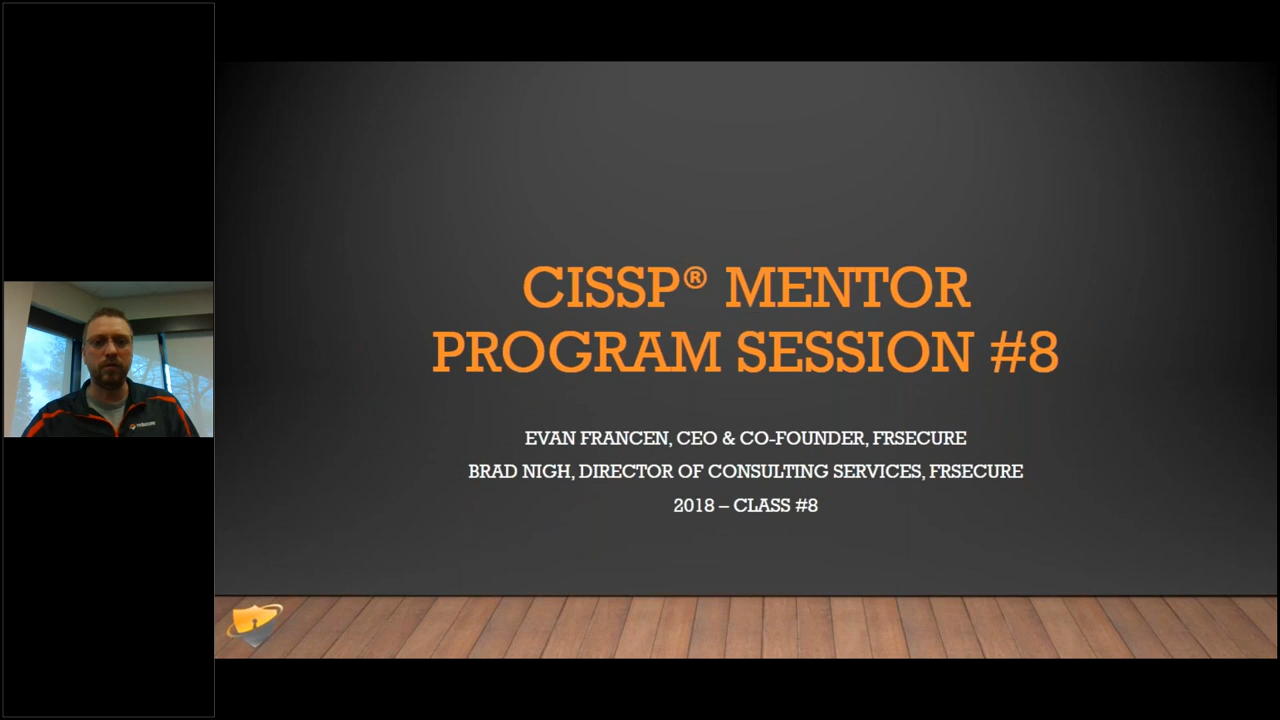 CISSP® MENTOR
PROGRAM SESSION #8
EVAN FRANCEN, CEO & CO-FOUNDER, FRSECURE
BRAD NIGH, DIRECTOR OF CONSULTING SERVICES, FRSECURE
2018 – CLASS #8